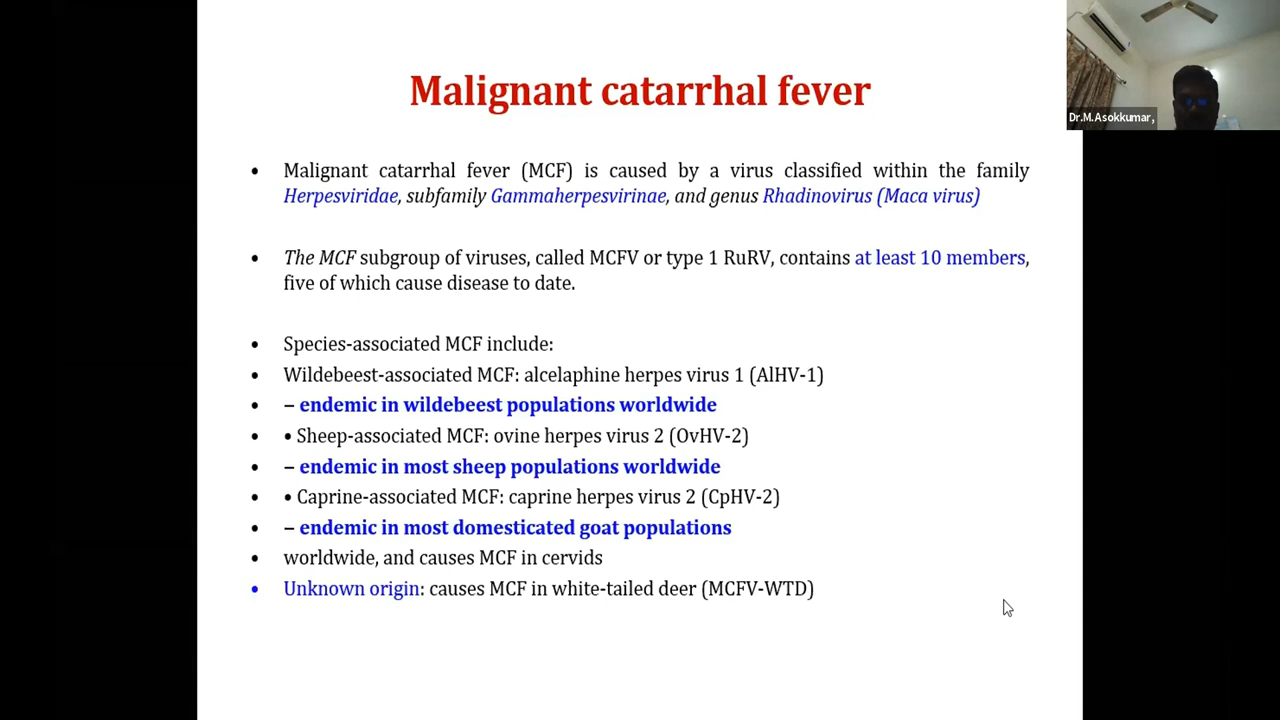 Malignant catarrhal fever
Dr.M.Asokkumar,
• Malignant catarrhal fever (MCF) is caused by a virus classified within the family
Herpesviridae, subfamily Gammaherpesvirinae, and genus Rhadinovirus (Maca virus)
• The MCF subgroup of viruses, called MCFV or type 1 RuRV, contains at least 10 members,
five of which cause disease to date.
• Species-associated MCF include:
• Wildebeest-associated MCF: alcelaphine herpes virus 1 (AlHV-1)
• – endemic in wildebeest populations worldwide
• • Sheep-associated MCF: ovine herpes virus 2 (OvHV-2)
• – endemic in most sheep populations worldwide
• • Caprine-associated MCF: caprine herpes virus 2 (CpHV-2)
• – endemic in most domesticated goat populations
• worldwide, and causes MCF in cervids
• Unknown origin: causes MCF in white-tailed deer (MCFV-WTD)